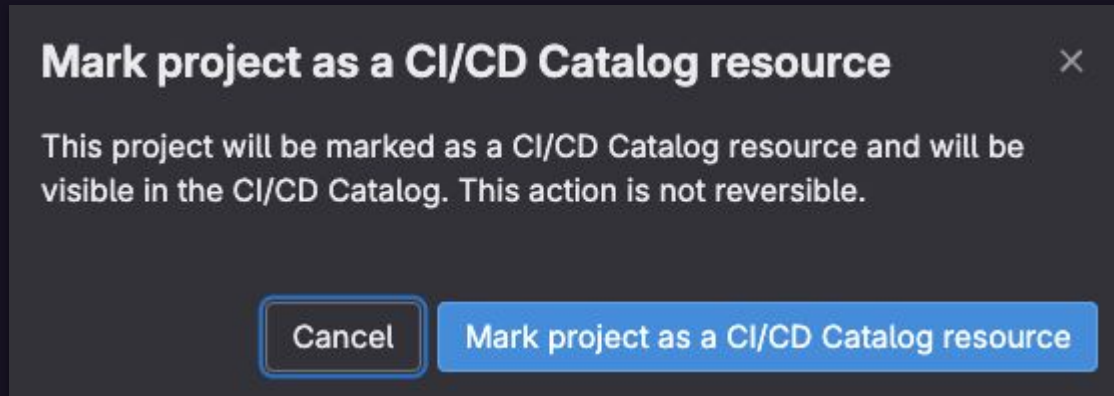 Mark project as a CI/CD Catalog resource
This project will be marked as a CI/CD Catalog resource and will be
visible in the CI/CD Catalog. This action is not reversible.
Cancel
Mark project as a CI/CD Catalog resource